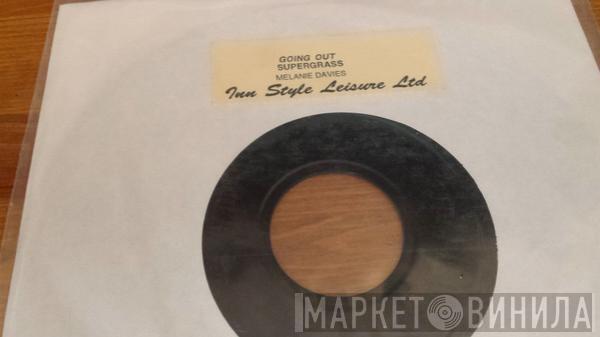 GOING OUT
SUPERGRASS
MELANIE DAVIES
Inn Style Leisure Ltd
МАРКЕТ ВИНИЛА